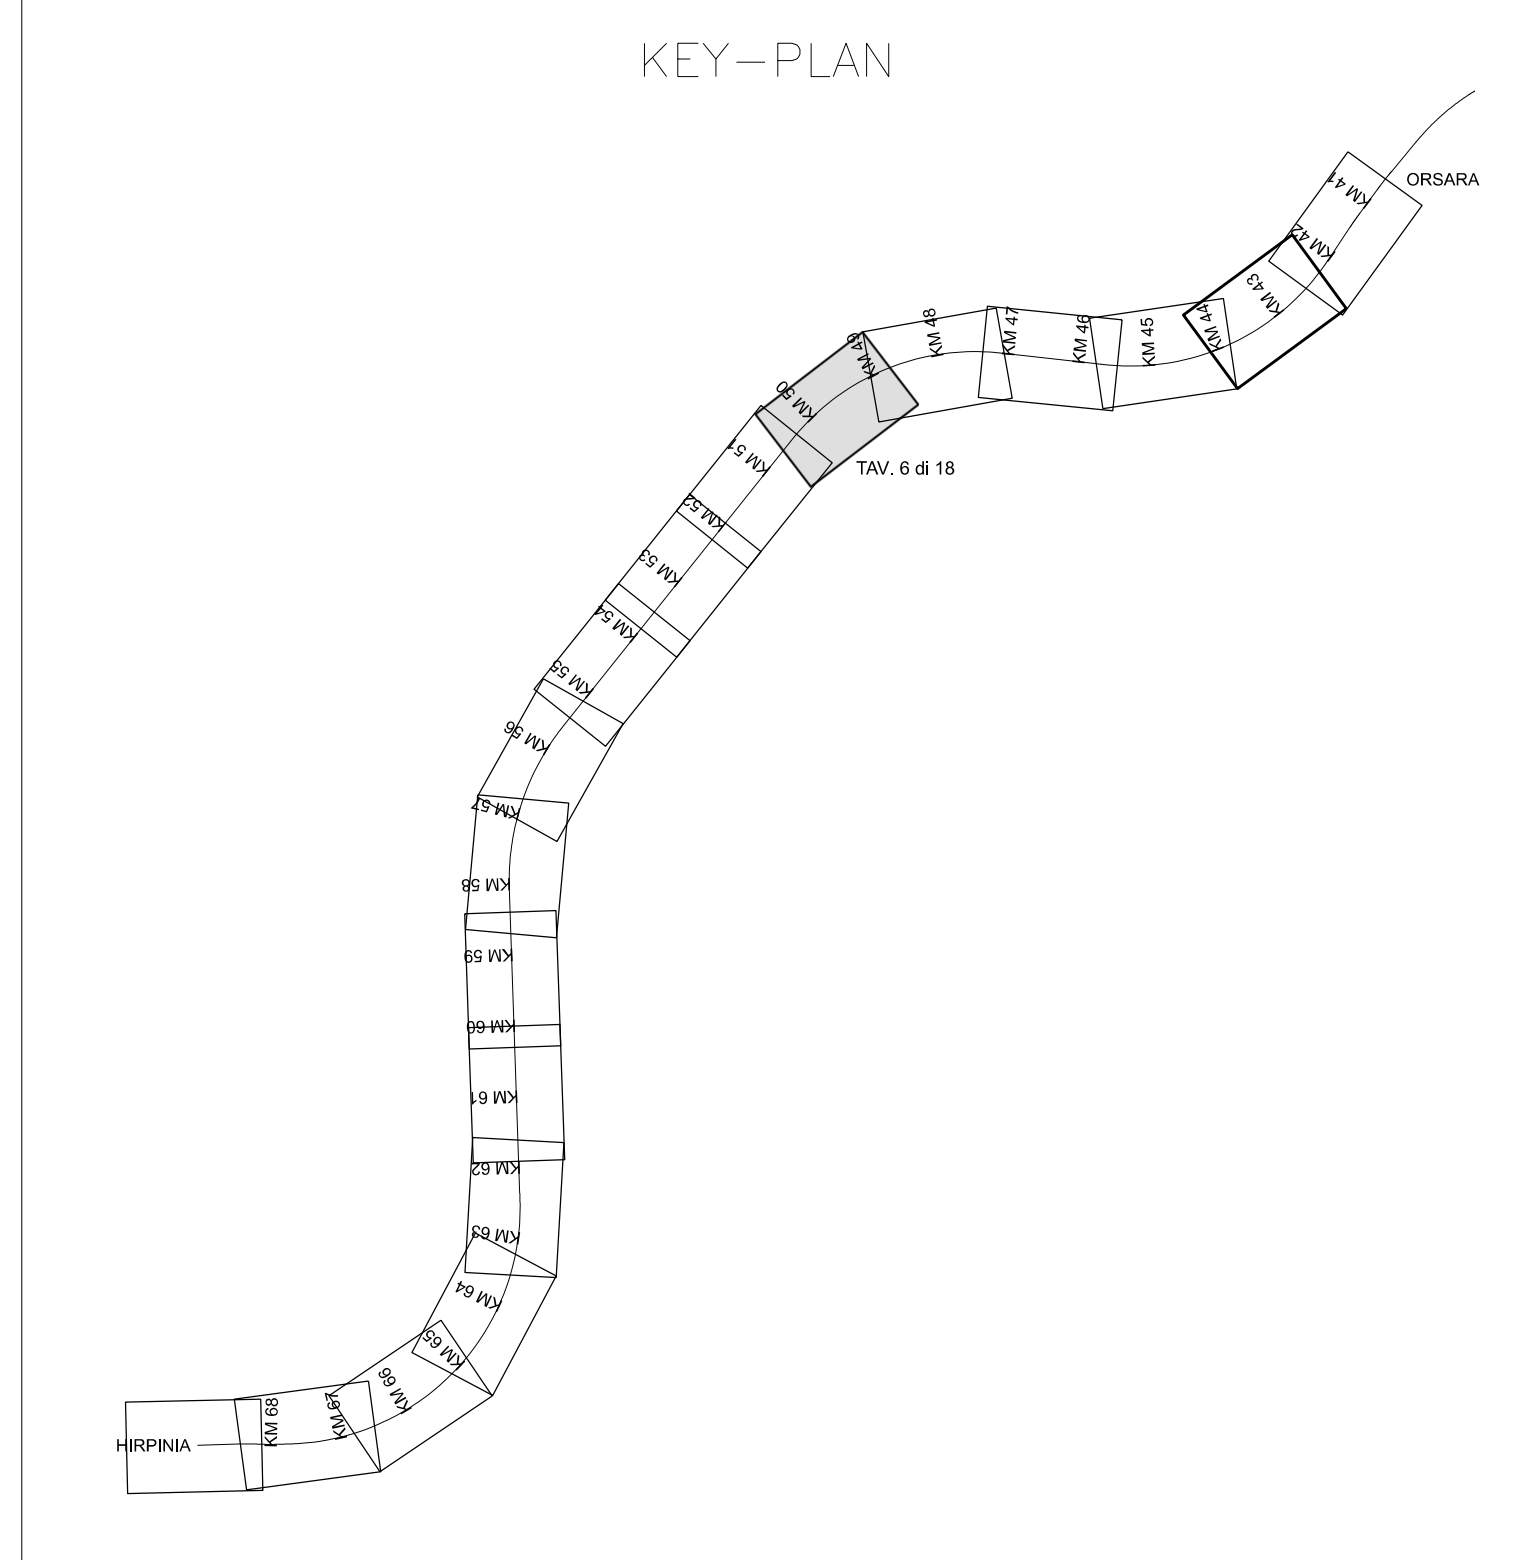 KEY-PLAN
ORSARA
KM 41
KM 42
KM 43
KM 44
KM 45
KM 46
KM 47
KM 48
KM 49
KM 50
TAV. 6 di 18
KM 51
KM 52
KM 53
KM 54
KM 55
KM 56
KM 57
KM 58
KM 59
KM 60
KM 61
KM 62
KM 63
KM 64
KM 65
KM 66
KM 67
KM 68
HIRPINIA